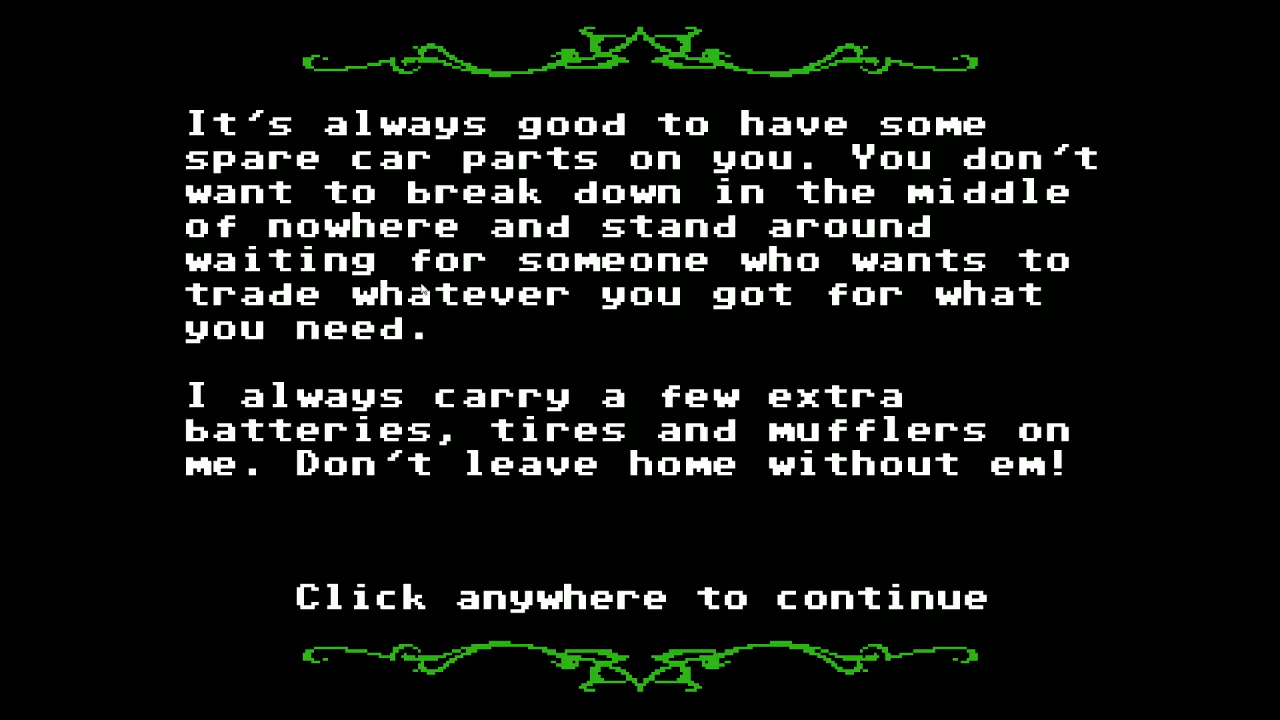 It's always good to have some
spare car parts on you. You don't
want to break down in the middle
of nowhere and stand around
waiting for someone who wants to
trade whatever you got for what
you need.
I always carry a few extra
batteries, tires and mufflers on
me. Don't leave home without em!
Click anywhere to continue